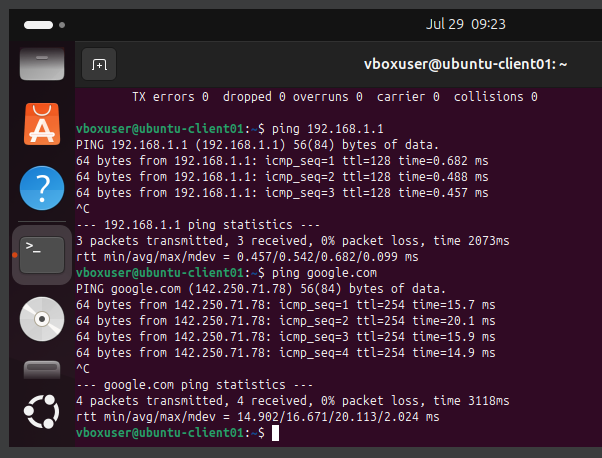 Jul 29 09:23
vboxuser@ubuntu-client01: ~
TX errors 0  dropped 0 overruns 0  carrier 0  collisions 0
vboxuser@ubuntu-client01:~$ ping 192.168.1.1
PING 192.168.1.1 (192.168.1.1) 56(84) bytes of data.
64 bytes from 192.168.1.1: icmp_seq=1 ttl=128 time=0.682 ms
64 bytes from 192.168.1.1: icmp_seq=2 ttl=128 time=0.488 ms
64 bytes from 192.168.1.1: icmp_seq=3 ttl=128 time=0.457 ms
^C
--- 192.168.1.1 ping statistics ---
3 packets transmitted, 3 received, 0% packet loss, time 2073ms
rtt min/avg/max/mdev = 0.457/0.542/0.682/0.099 ms
vboxuser@ubuntu-client01:~$ ping google.com
PING google.com (142.250.71.78) 56(84) bytes of data.
64 bytes from 142.250.71.78: icmp_seq=1 ttl=254 time=15.7 ms
64 bytes from 142.250.71.78: icmp_seq=2 ttl=254 time=20.1 ms
64 bytes from 142.250.71.78: icmp_seq=3 ttl=254 time=15.9 ms
64 bytes from 142.250.71.78: icmp_seq=4 ttl=254 time=14.9 ms
^C
--- google.com ping statistics ---
4 packets transmitted, 4 received, 0% packet loss, time 3118ms
rtt min/avg/max/mdev = 14.902/16.671/20.113/2.024 ms
vboxuser@ubuntu-client01:~$